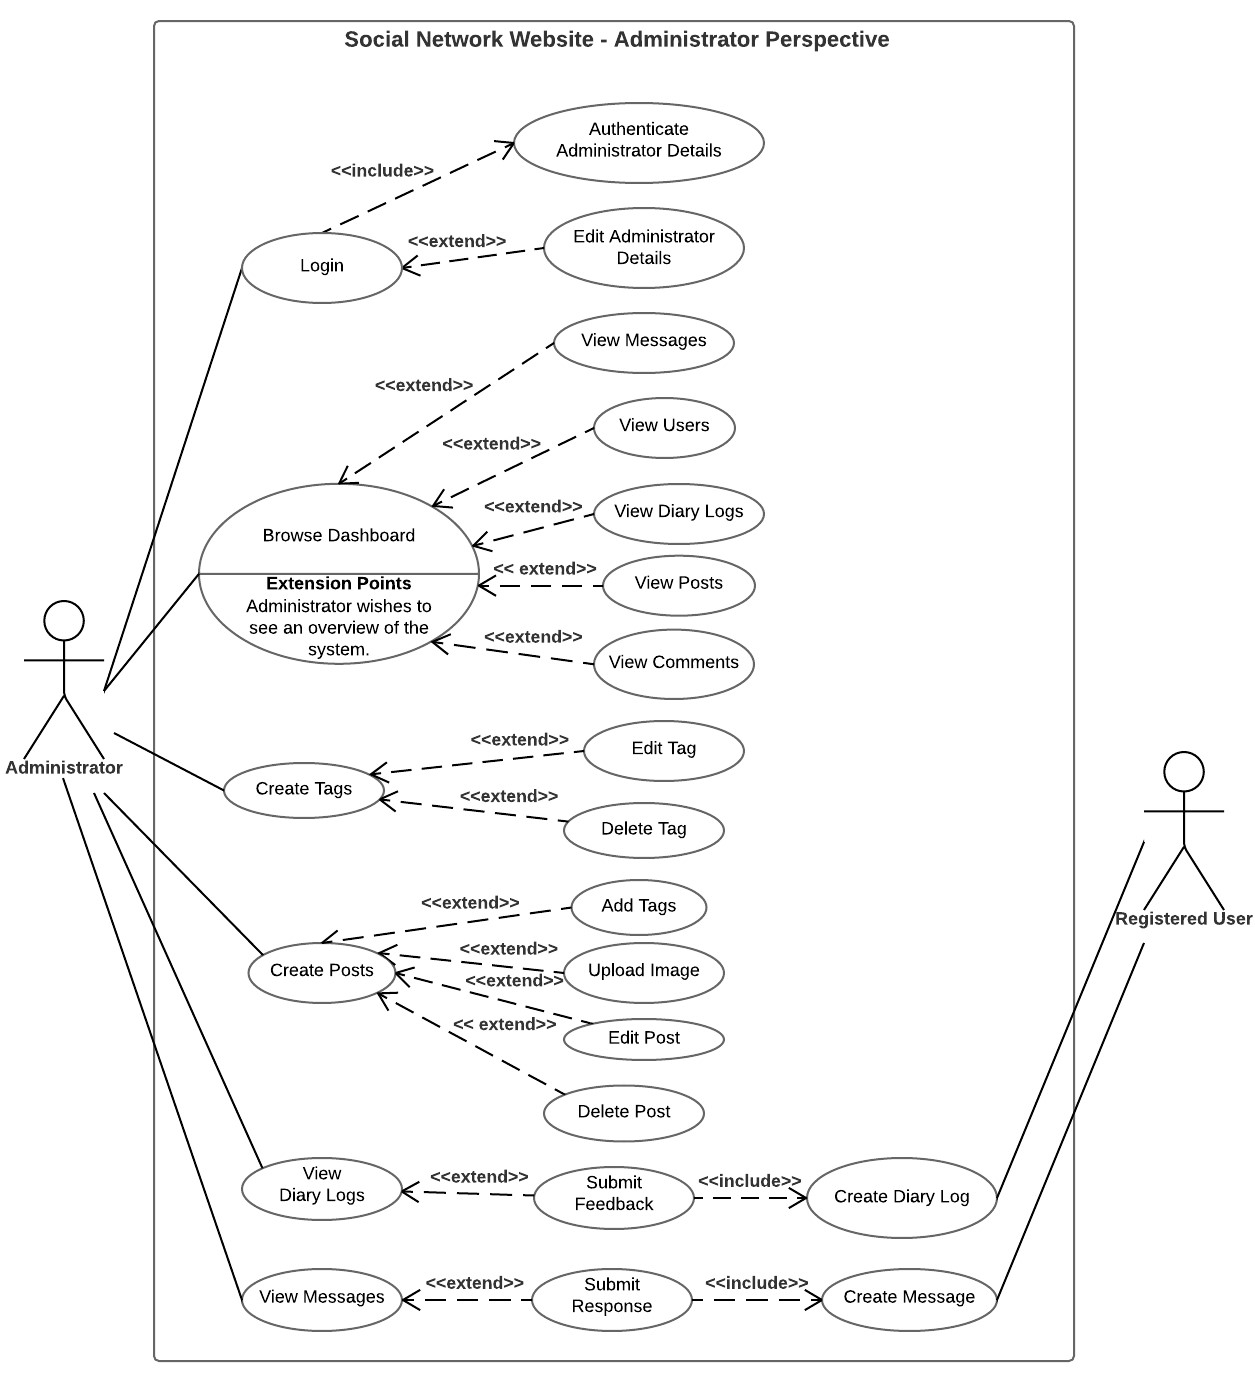 Social Network Website - Administrator Perspective
Authenticate
Administrator Details
<<include>>
Edit Administrator
Details
<<extend>>
Login
View Messages
<<extend>>
View Users
<<extend>>
View Diary Logs
<<extend>>
Browse Dashboard
<< extend>>
View Posts
Extension Points
Administrator wishes to
see an overview of the
system.
<<extend>>
View Comments
Administrator
<<extend>>
Edit Tag
Create Tags
<<extend>>
Delete Tag
Registered User
<<extend>>
Add Tags
<<extend>>
Create Posts
Upload Image
<<extend>>
<< extend>>
Edit Post
Delete Post
View
Diary Logs
<<extend>>
Submit
Feedback
<<include>>
Create Diary Log
View Messages
<<extend>>
Submit
Response
<<include>>
Create Message